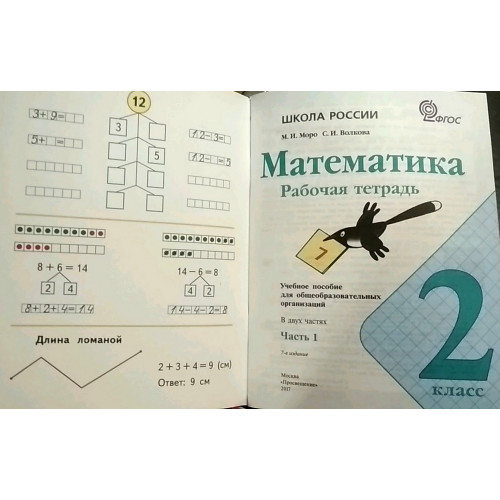 12
3+9=
3
12-3=
5+ =
5
12- =5
8 + 6 = 14
2 4
8+2+4=14
14 − 6 = 8
4 2
14-4-2=8
Длина ломаной
2 + 3 + 4 = 9 (см)
Ответ: 9 см
ШКОЛА РОССИИ
ФГОС
М. И. Моро С. И. Волкова
Математика
Рабочая тетрадь
7
Учебное пособие
для общеобразовательных
организаций
В двух частях
Часть 1
7-е издание
Москва
«Просвещение»
2017
2
класс